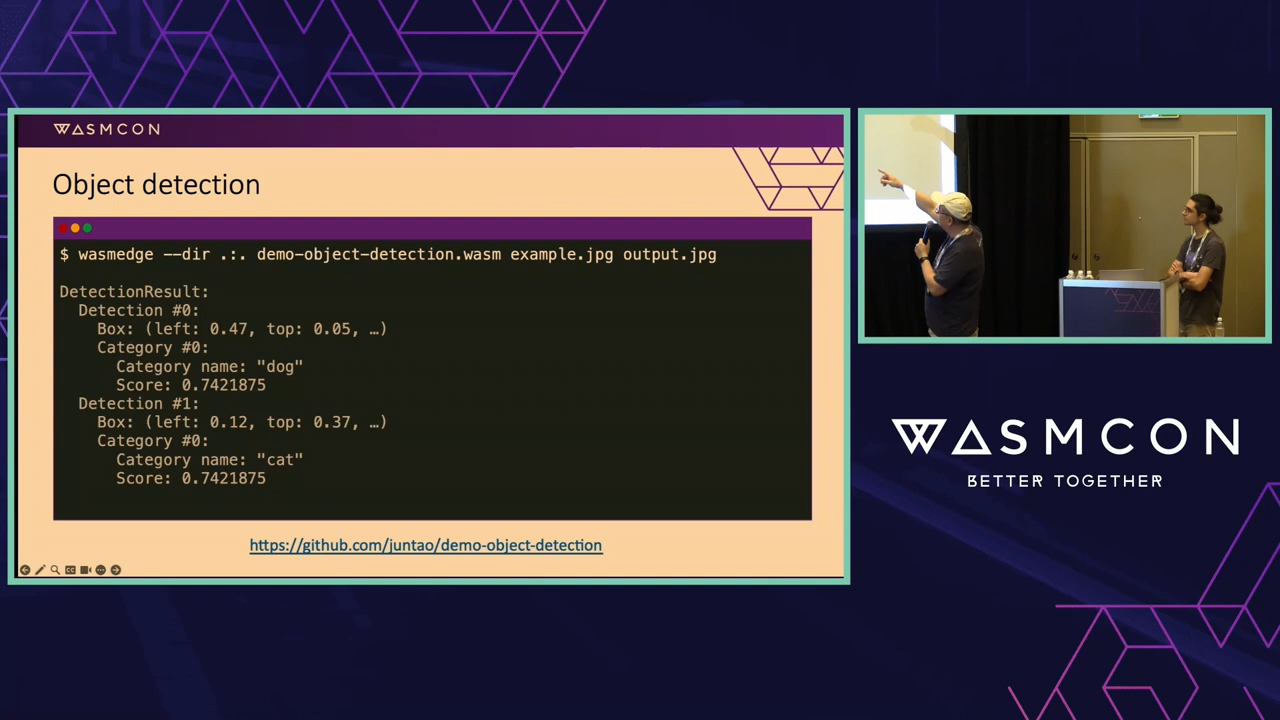 WASMCON
Object detection
$ wasmedge --dir .:. demo-object-detection.wasm example.jpg output.jpg
DetectionResult:
Detection #0:
Box: (left: 0.47, top: 0.05, …)
Category #0:
Category name: "dog"
Score: 0.7421875
Detection #1:
Box: (left: 0.12, top: 0.37, …)
Category #0:
Category name: "cat"
Score: 0.7421875
https://github.com/juntao/demo-object-detection
WASMCON
BETTER TOGETHER